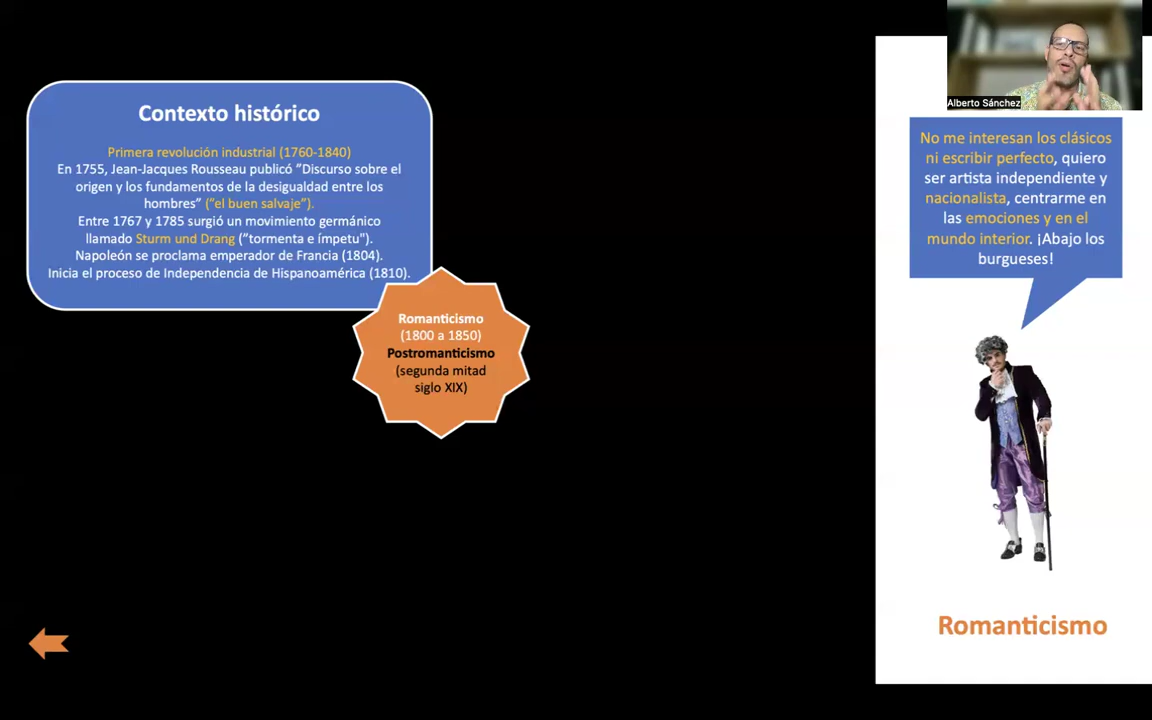 Contexto histórico
Primera revolución industrial (1760-1840)
En 1755, Jean-Jacques Rousseau publicó "Discurso sobre el
origen y los fundamentos de la desigualdad entre los
hombres" ("el buen salvaje").
Entre 1767 y 1785 surgió un movimiento germánico
llamado Sturm und Drang ("tormenta e ímpetu").
Napoleón se proclama emperador de Francia (1804).
Inicia el proceso de Independencia de Hispanoamérica (1810).
Romanticismo
(1800 a 1850)
Postromanticismo
(segunda mitad
siglo XIX)
Alberto Sánchez
No me interesan los clásicos
ni escribir perfecto, quiero
ser artista independiente y
nacionalista, centrarme en
las emociones y en el
mundo interior. ¡Abajo los
burgueses!
Romanticismo